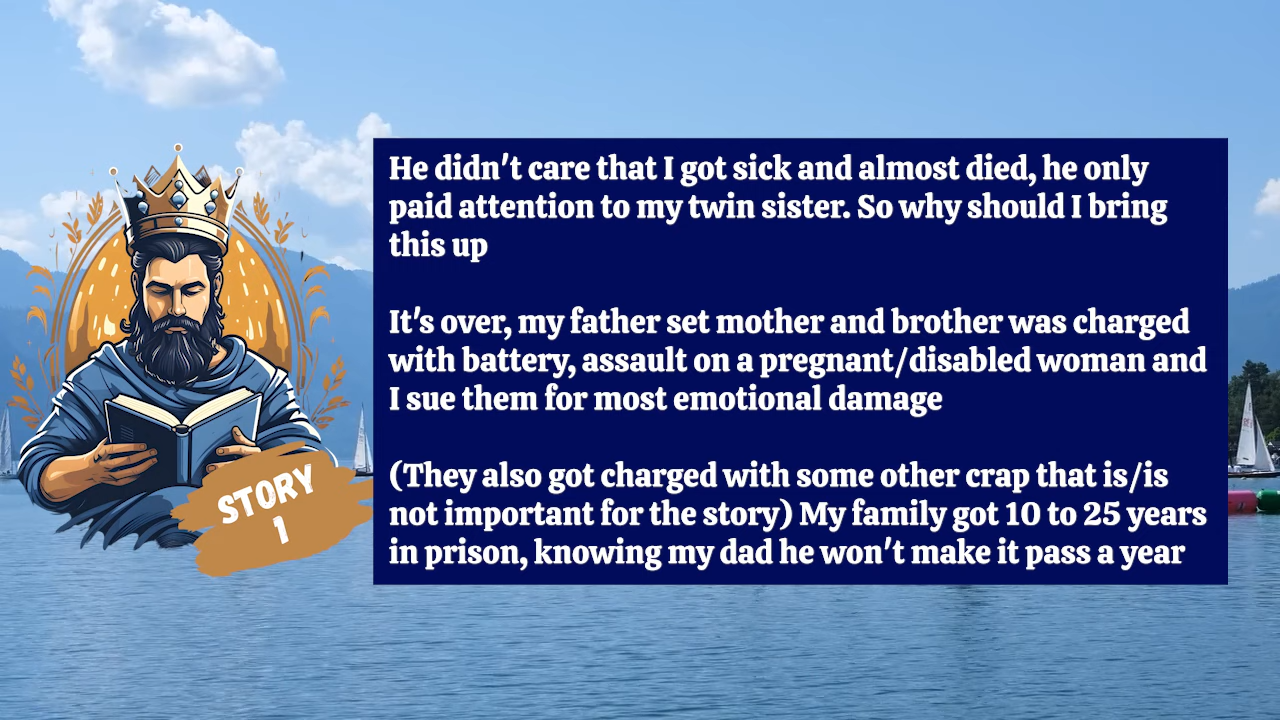 He didn't care that I got sick and almost died, he only
paid attention to my twin sister. So why should I bring
this up
It's over, my father set mother and brother was charged
with battery, assault on a pregnant/disabled woman and
I sue them for most emotional damage
(They also got charged with some other crap that is/is
not important for the story) My family got 10 to 25 years
in prison, knowing my dad he won't make it pass a year
STORY
1